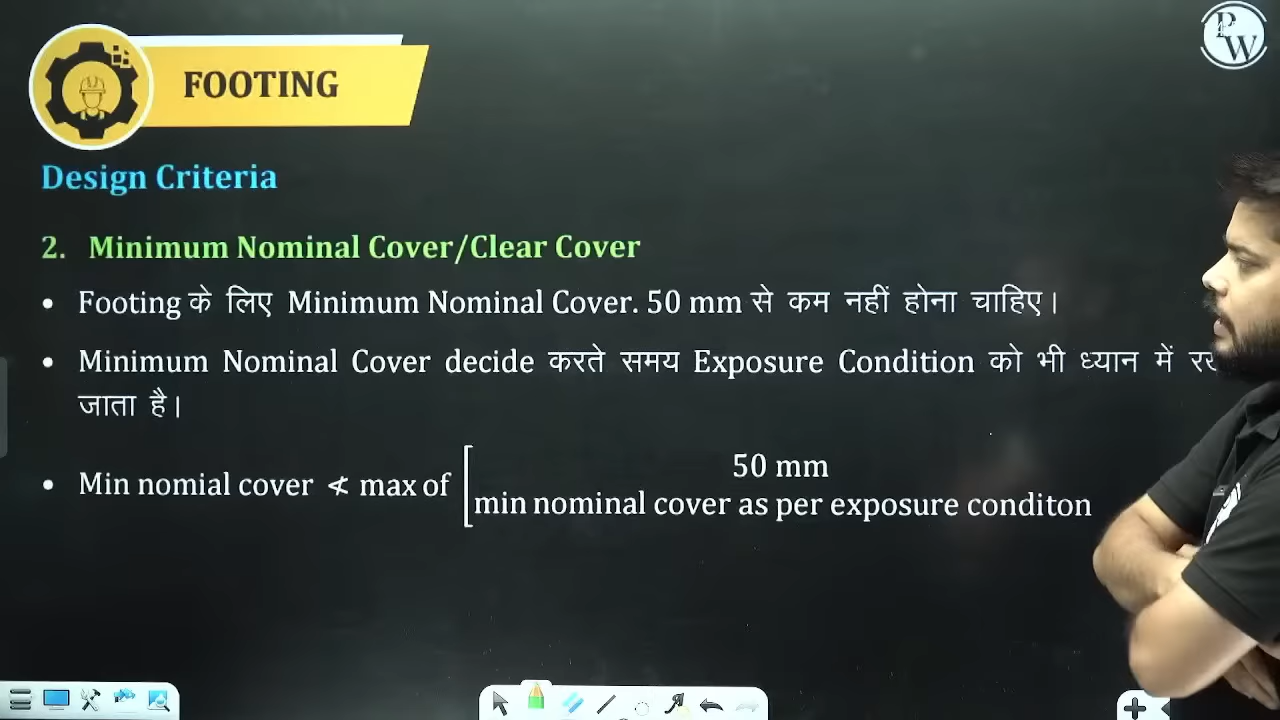 PW
FOOTING
Design Criteria
2. Minimum Nominal Cover/Clear Cover
• Footing के लिए Minimum Nominal Cover. 50 mm से कम नहीं होना चाहिए।
• Minimum Nominal Cover decide करते समय Exposure Condition को भी ध्यान में
जाता है।
• Min nomial cover ≮ max of [ 50 mm
min nominal cover as per exposure conditon